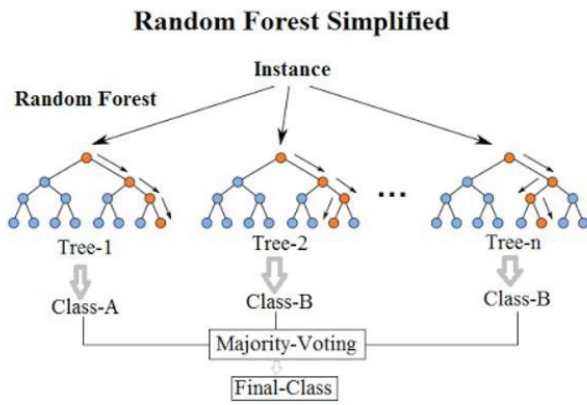 Random Forest Simplified
Instance
Random Forest
...
Tree-1
Tree-2
Tree-n
Class-A
Class-B
Class-B
Majority-Voting
Final-Class